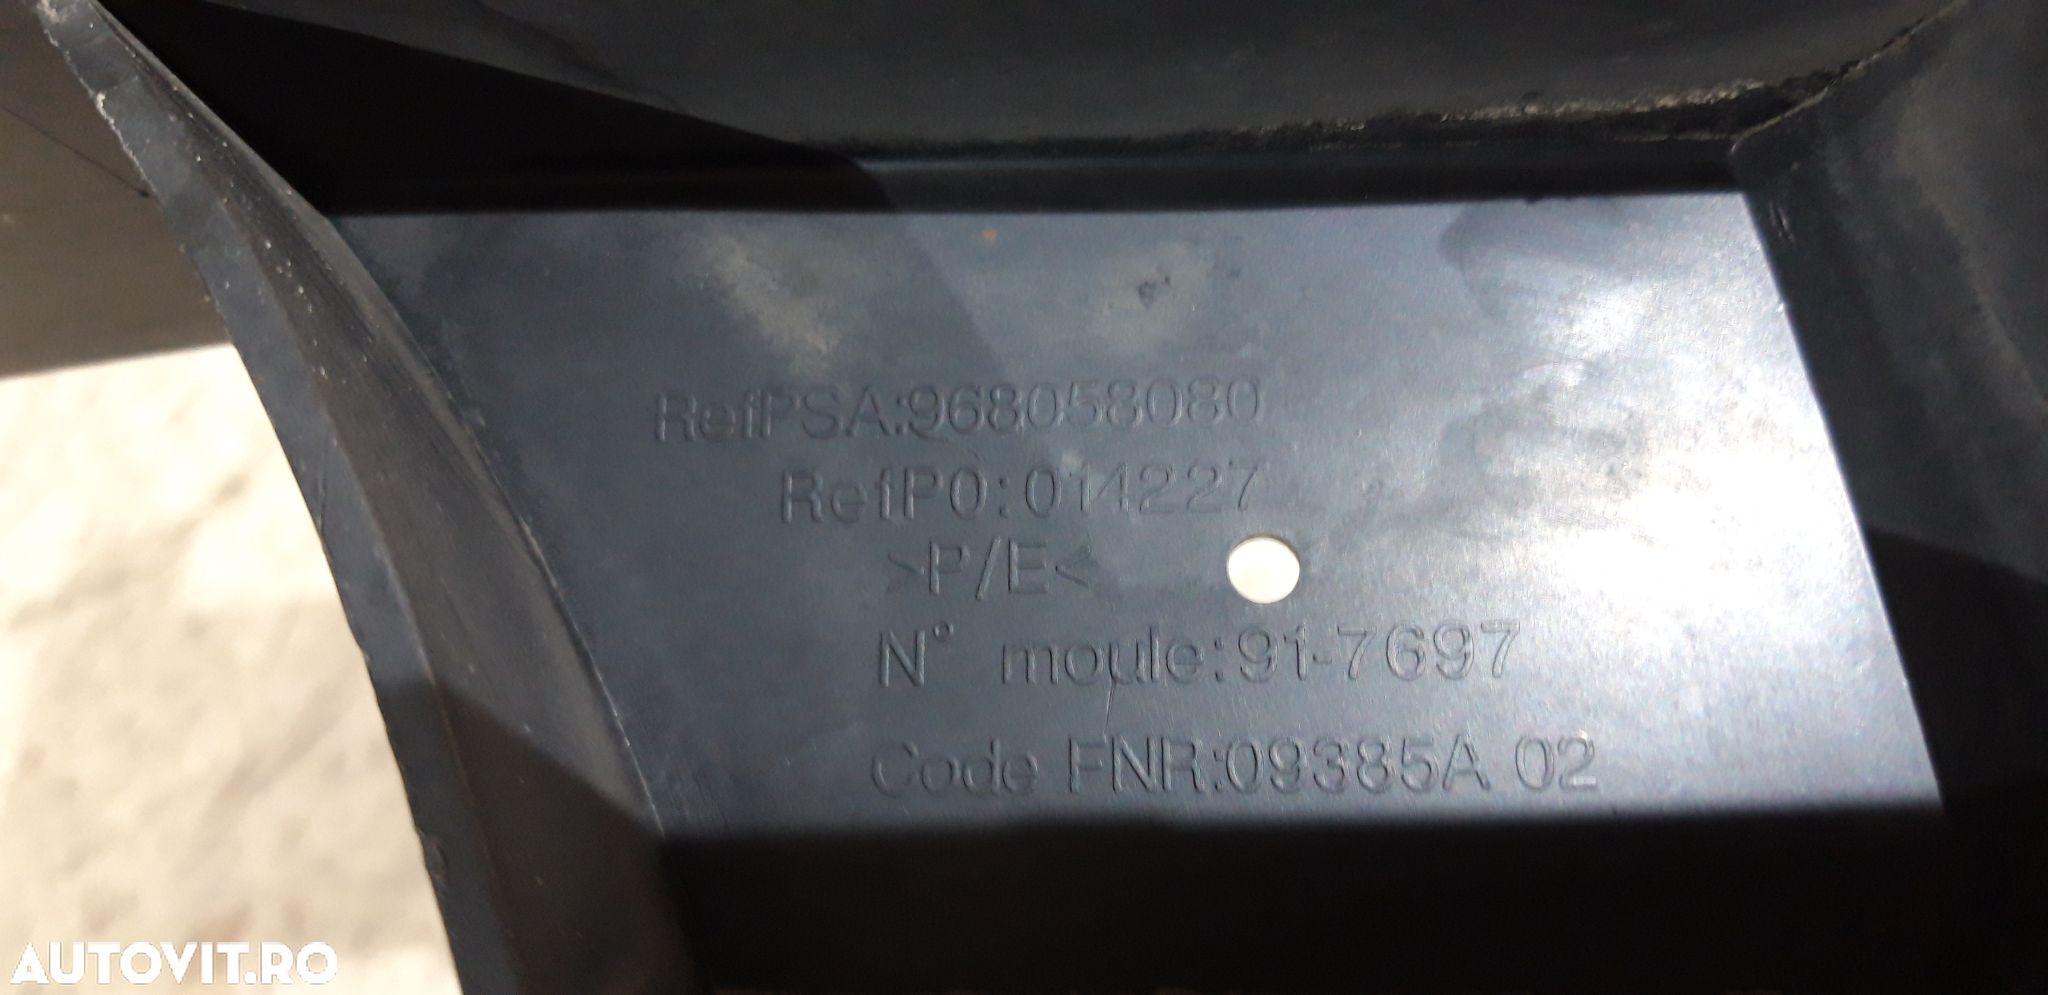 RefPSA:968058080
RefP0:014227
>P/E<
N° moule:91-7697
Code FNR:09385A 02
AUTOVIT.RO